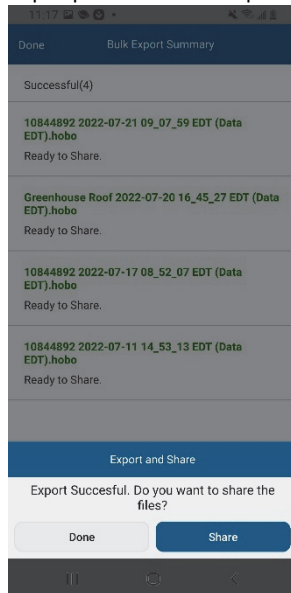 11:17
Done Bulk Export Summary
Successful(4)
10844892 2022-07-21 09_07_59 EDT (Data
EDT).hobo
Ready to Share.
Greenhouse Roof 2022-07-20 16_45_27 EDT (Data
EDT).hobo
Ready to Share.
10844892 2022-07-17 08_52_07 EDT (Data
EDT).hobo
Ready to Share.
10844892 2022-07-11 14_53_13 EDT (Data
EDT).hobo
Ready to Share.
Export and Share
Export Succesful. Do you want to share the
files?
Done Share